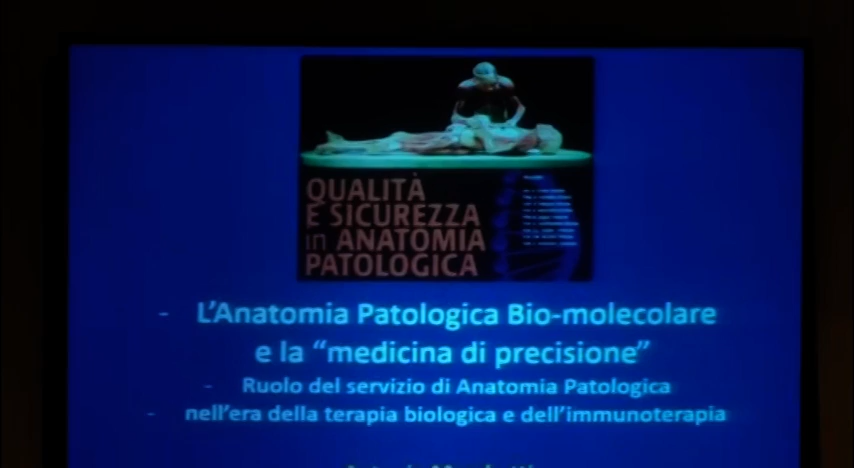 QUALITÀ
E SICUREZZA
in ANATOMIA
PATOLOGICA
- L'Anatomia Patologica Bio-molecolare
e la “medicina di precisione”
- Ruolo del servizio di Anatomia Patologica
- nell'era della terapia biologica e dell'immunoterapia